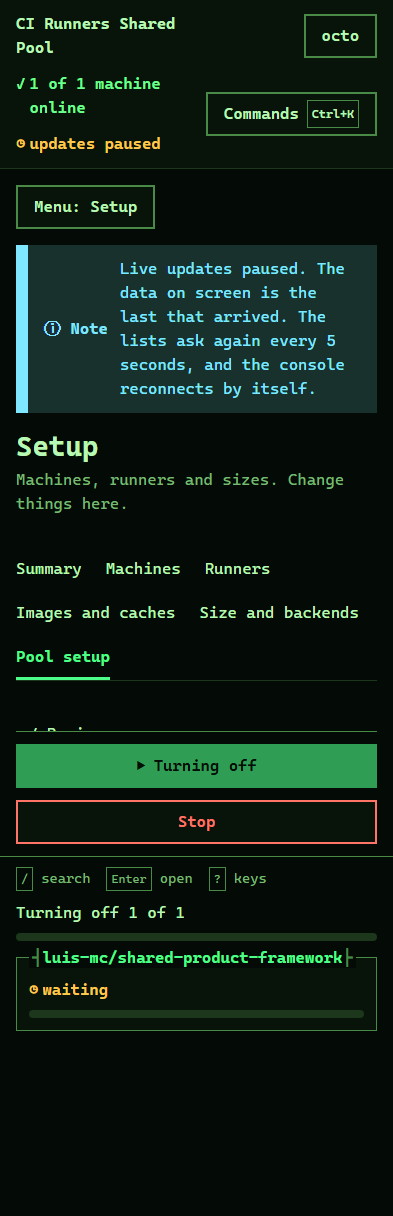 CI Runners Shared
Pool
octo
✓ 1 of 1 machine
online
updates paused
Commands Ctrl+K
Menu: Setup
ⓘ Note
Live updates paused. The
data on screen is the
last that arrived. The
lists ask again every 5
seconds, and the console
reconnects by itself.
Setup
Machines, runners and sizes. Change
things here.
Summary Machines Runners
Images and caches Size and backends
Pool setup
▶ Turning off
Stop
/ search Enter open ? keys
Turning off 1 of 1
luis-mc/shared-product-framework
waiting